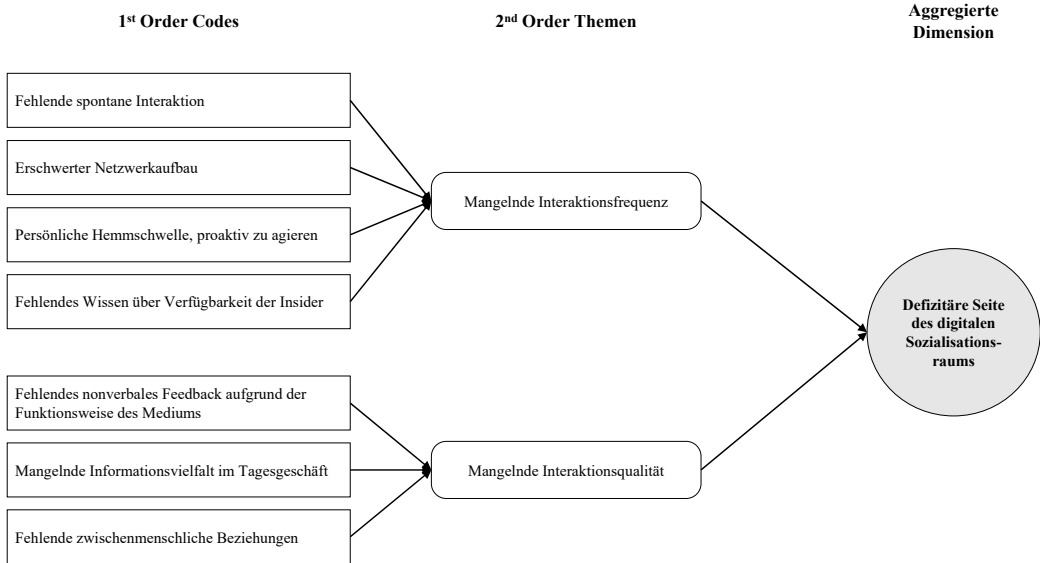 1st Order Codes
2nd Order Themen
Aggregierte
Dimension
Fehlende spontane Interaktion
Erschwerter Netzwerkaufbau
Persönliche Hemmschwelle, proaktiv zu agieren
Fehlendes Wissen über Verfügbarkeit der Insider
Mangelnde Interaktionsfrequenz
Fehlendes nonverbales Feedback aufgrund der
Funktionsweise des Mediums
Mangelnde Informationsvielfalt im Tagesgeschäft
Fehlende zwischenmenschliche Beziehungen
Mangelnde Interaktionsqualität
Defizitäre Seite
des digitalen
Sozialisations-
raums